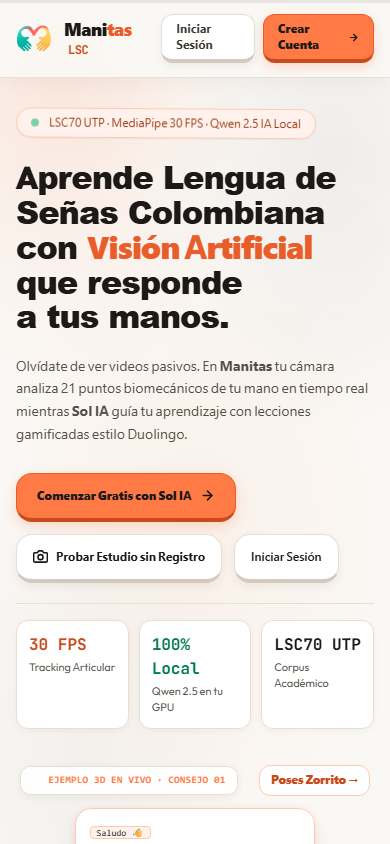 Manitas
LSC
Iniciar
Sesión
Crear
Cuenta →
LSC70 UTP · MediaPipe 30 FPS · Qwen 2.5 IA Local
Aprende Lengua de
Señas Colombiana
con Visión Artificial
que responde
a tus manos.
Olvídate de ver videos pasivos. En Manitas tu cámara
analiza 21 puntos biomecánicos de tu mano en tiempo real
mientras Sol IA guía tu aprendizaje con lecciones
gamificadas estilo Duolingo.
Comenzar Gratis con Sol IA →
Probar Estudio sin Registro
Iniciar Sesión
30 FPS
Tracking Articular
100%
Local
Qwen 2.5 en tu
GPU
LSC70 UTP
Corpus
Académico
EJEMPLO 3D EN VIVO · CONSEJO 01
Poses Zorrito →
Saludo 👋